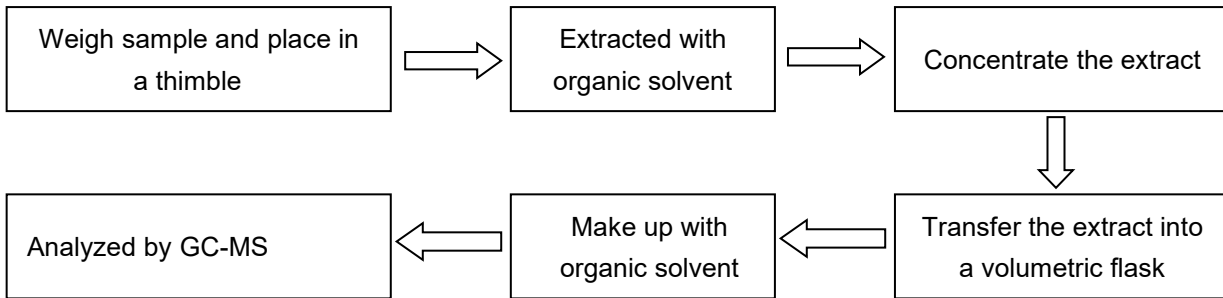 Weigh sample and place in
a thimble
Extracted with
organic solvent
Concentrate the extract
Transfer the extract into
a volumetric flask
Make up with
organic solvent
Analyzed by GC-MS